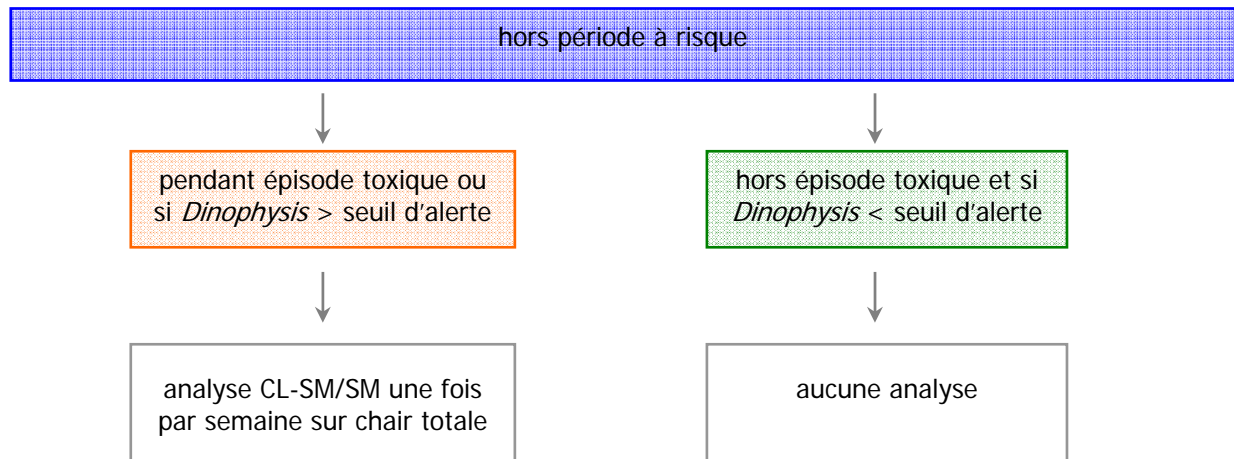 hors période à risque
pendant épisode toxique ou
si Dinophysis > seuil d'alerte
hors épisode toxique et si
Dinophysis < seuil d'alerte
analyse CL-SM/SM une fois
par semaine sur chair totale
aucune analyse